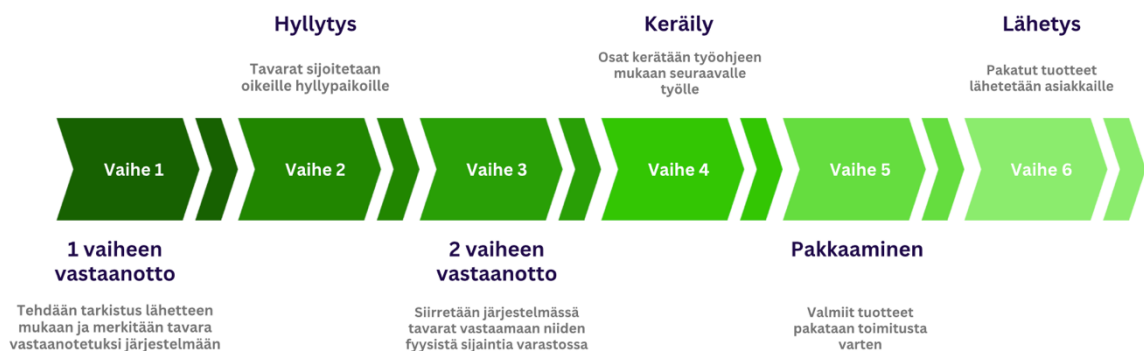 Hyllytys
Tavarat sijoitetaan
oikeille hyllypaikoille
Keräily
Osat kerätään työohjeen
mukaan seuraavalle
työlle
Lähetys
Pakatut tuotteet
lähetetään asiakkaille
Vaihe 1
Vaihe 2
Vaihe 3
Vaihe 4
Vaihe 5
Vaihe 6
1 vaiheen
vastaanotto
Tehdään tarkistus lähetteen
mukaan ja merkitään tavara
vastaanotetuksi järjestelmään
2 vaiheen
vastaanotto
Siirretään järjestelmässä
tavarat vastaamaan niiden
fyysistä sijaintia varastossa
Pakkaaminen
Valmiit tuotteet
pakataan toimitusta
varten